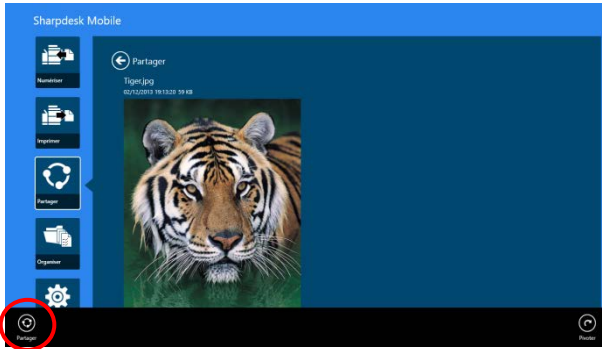 Sharpdesk Mobile
Numériser
Imprimer
Partager
Organiser
Partager
Tiger.jpg
02/12/2013 19:13:20 59 KB
Partager
Pivoter